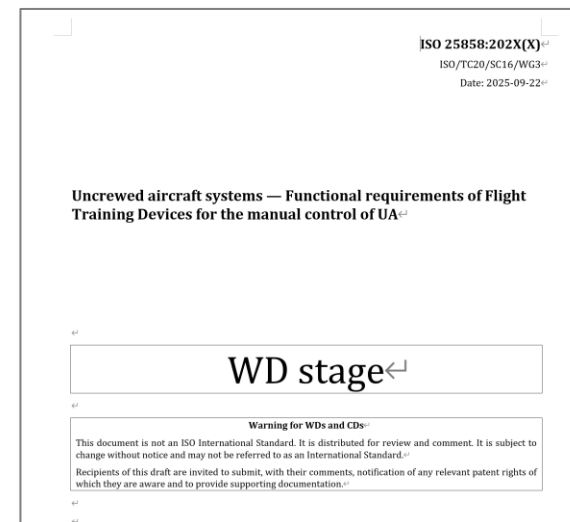 ISO 25858:202X(X)
ISO/TC20/SC16/WG3
Date: 2025-09-22
Uncrewed aircraft systems — Functional requirements of Flight
Training Devices for the manual control of UA
WD stage
Warning for WDs and CDs
This document is not an ISO International Standard. It is distributed for review and comment. It is subject to
change without notice and may not be referred to as an International Standard.
Recipients of this draft are invited to submit, with their comments, notification of any relevant patent rights of
which they are aware and to provide supporting documentation.